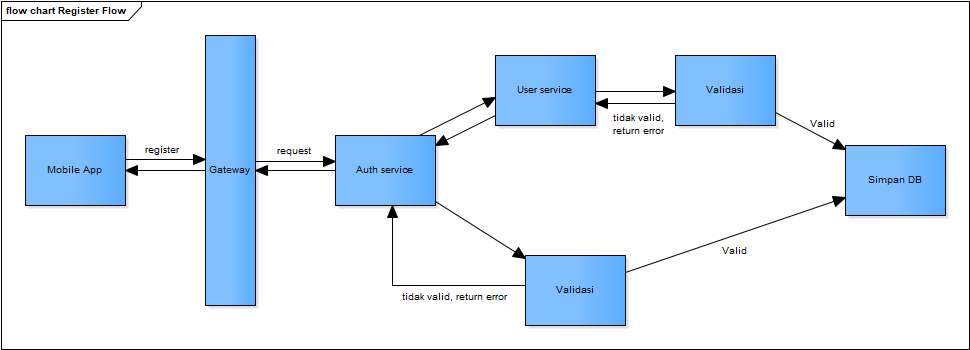 flow chart Register Flow
User service
Validasi
tidak valid,
return error
Valid
register
request
Mobile App
Gateway
Auth service
Simpan DB
Valid
Validasi
tidak valid, return error